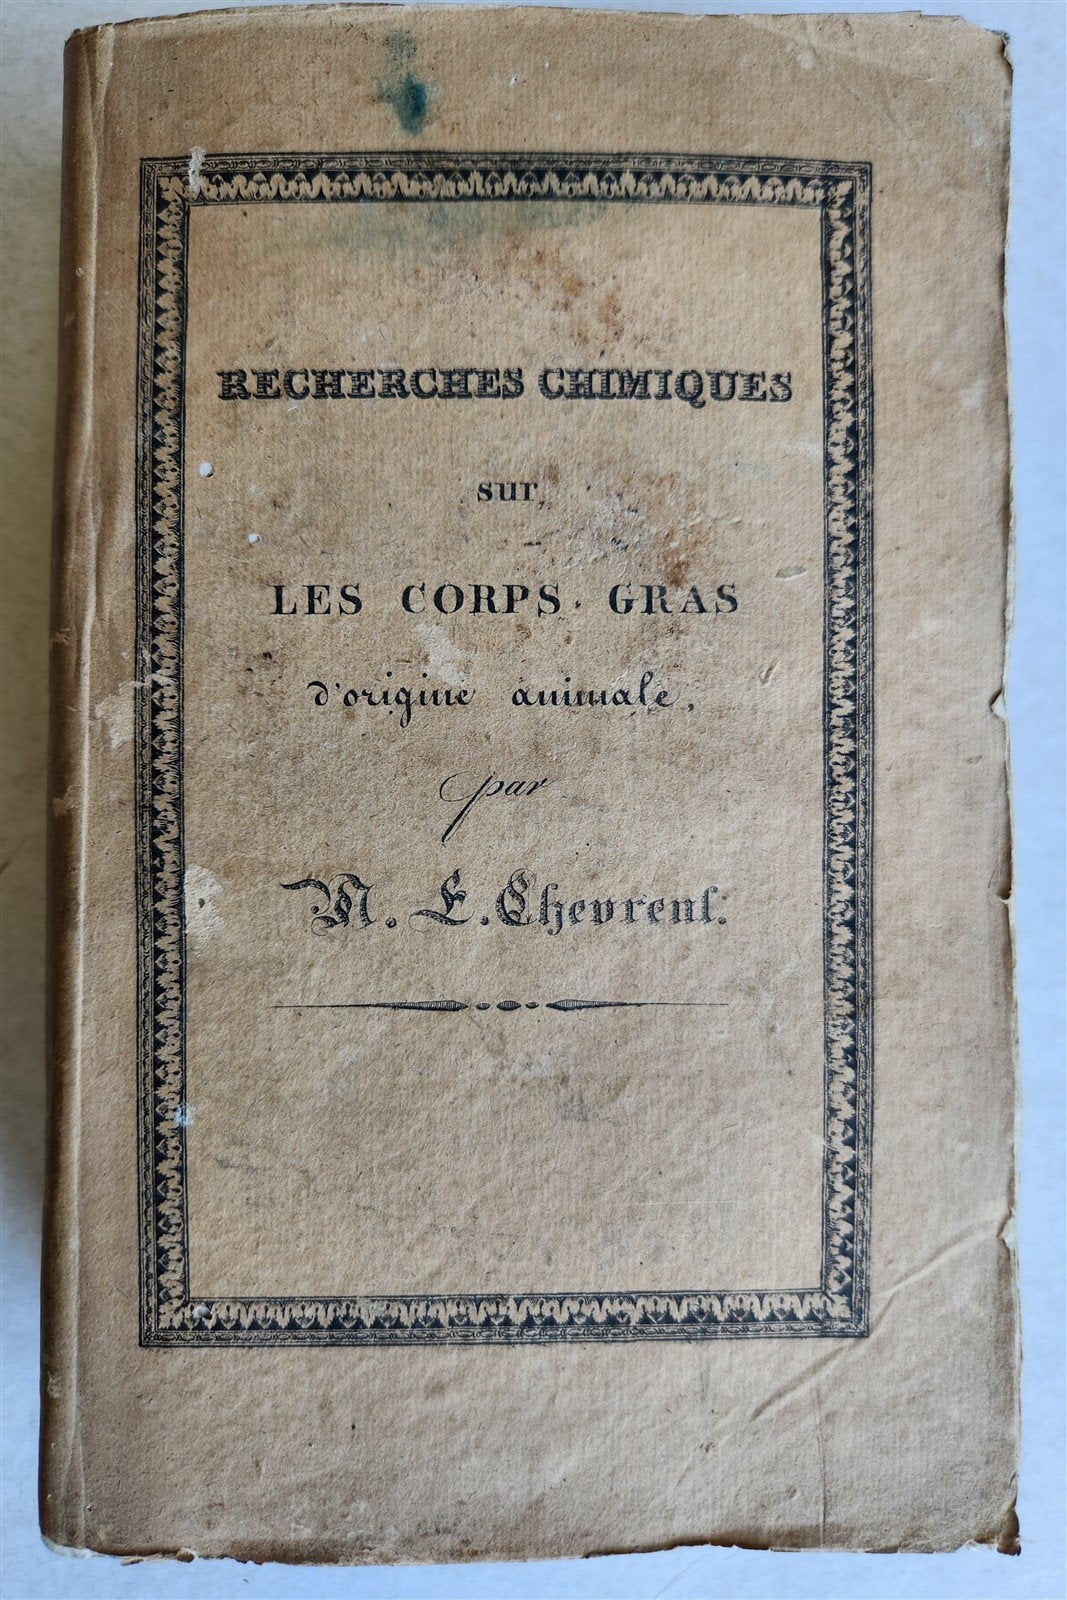 RECHERCHES CHIMIQUES
sur
LES CORPS GRAS
d'origine animale,
par
M. E. Chevreul.